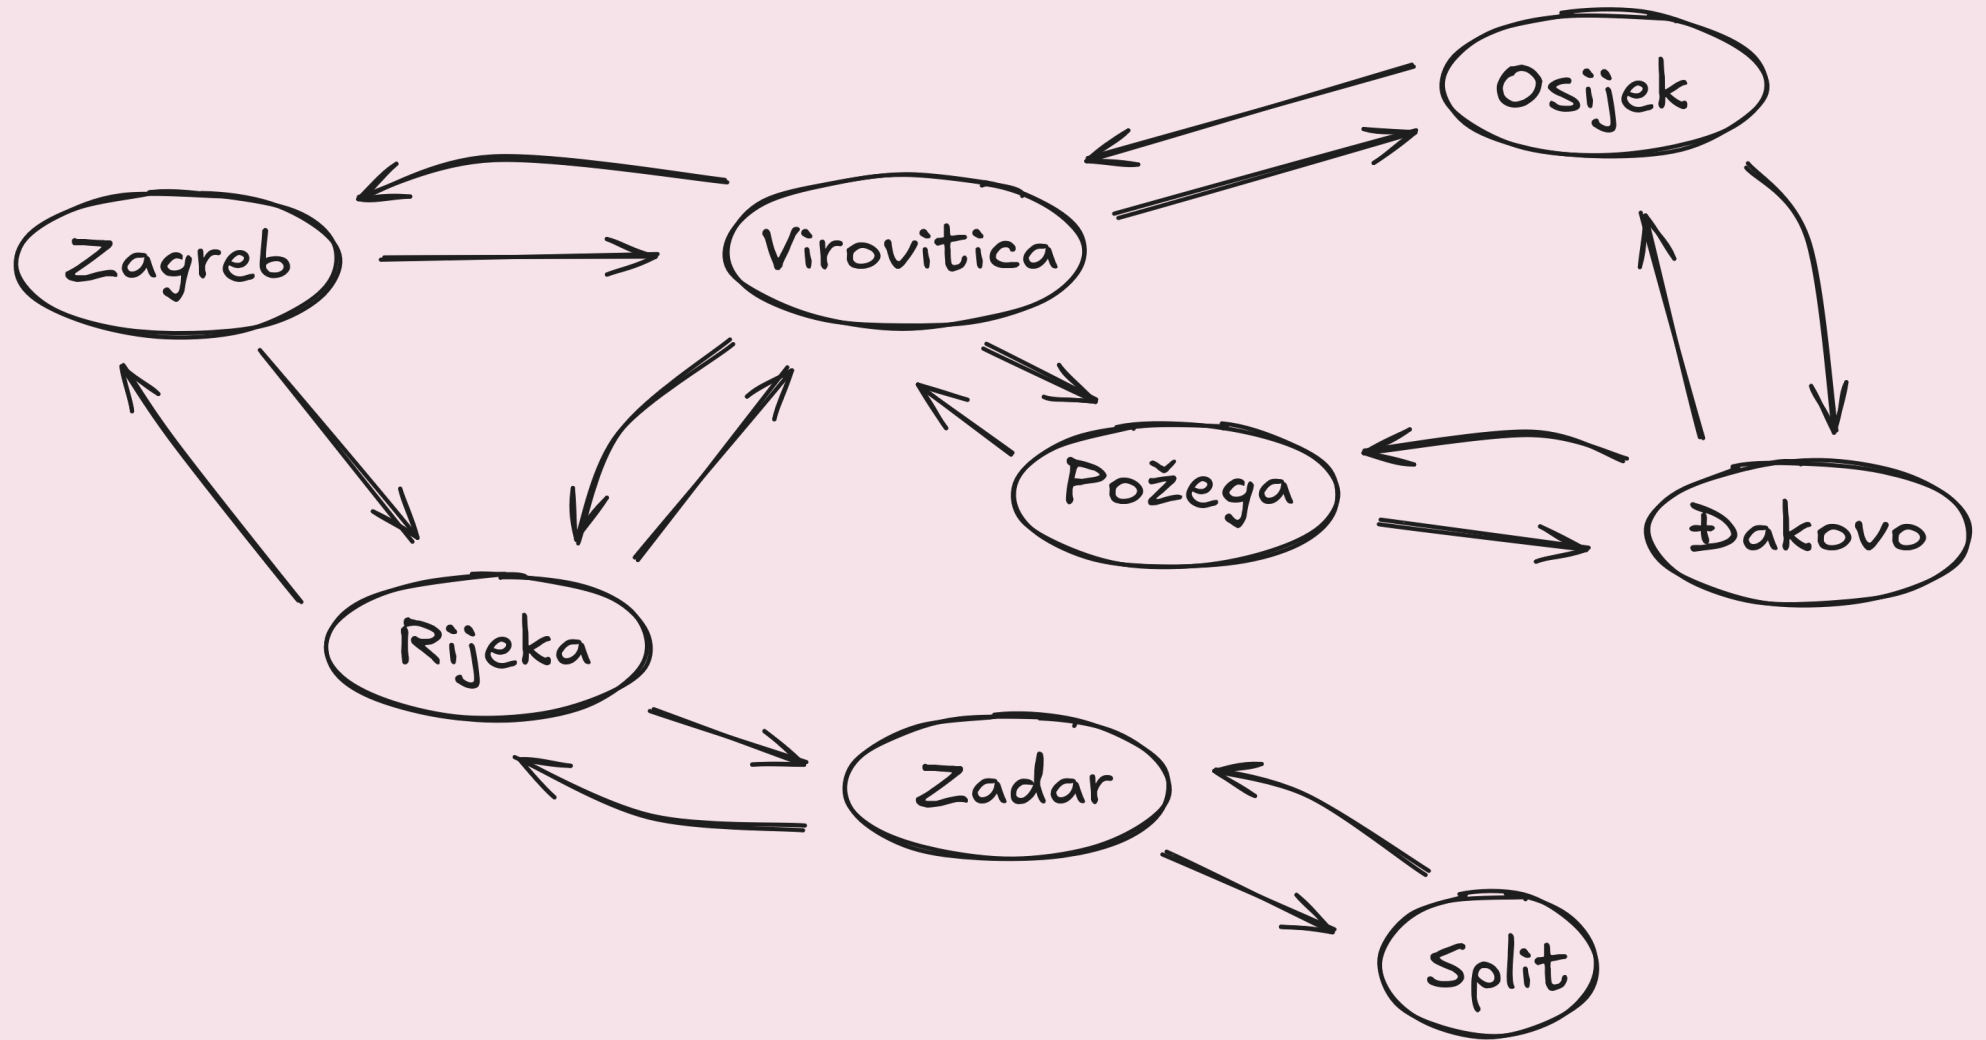 Osijek
Zagreb
Virovitica
Požega
Đakovo
Rijeka
Zadar
Split